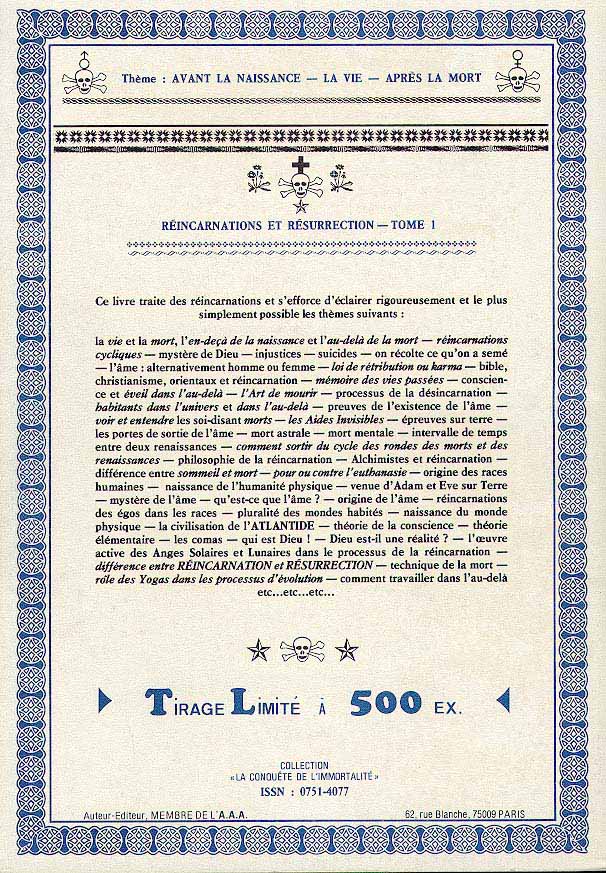 Thème : AVANT LA NAISSANCE — LA VIE — APRÈS LA MORT
RÉINCARNATIONS ET RÉSURRECTION — TOME 1
Ce livre traite des réincarnations et s'efforce d'éclairer rigoureusement et le plus
simplement possible les thèmes suivants :
la vie et la mort, l'en-deçà de la naissance et l'au-delà de la mort — réincarnations
cycliques — mystère de Dieu — injustices — suicides — on récolte ce qu'on a semé
— l'âme : alternativement homme ou femme — loi de rétribution ou karma — bible,
christianisme, orientaux et réincarnation — mémoire des vies passées — conscien-
ce et éveil dans l'au-delà — l'Art de mourir — processus de la désincarnation —
habitants dans l'univers et dans l'au-delà — preuves de l'existence de l'âme —
voir et entendre les soi-disant morts — les Aides Invisibles — épreuves sur terre —
les portes de sortie de l'âme — mort astrale — mort mentale — intervalle de temps
entre deux renaissances — comment sortir du cycle des rondes des morts et des
renaissances — philosophie de la réincarnation — Alchimistes et réincarnation —
différence entre sommeil et mort — pour ou contre l'euthanasie — origine des races
humaines — naissance de l'humanité physique — venue d'Adam et Eve sur Terre
— mystère de l'âme — qu'est-ce que l'âme ? — origine de l'âme — réincarnations
des égos dans les races — pluralité des mondes habités — naissance du monde
physique — la civilisation de l'ATLANTIDE — théorie de la conscience — théorie
élémentaire — les comas — qui est Dieu ! — Dieu est-il une réalité ? — l'œuvre
active des Anges Solaires et Lunaires dans le processus de la réincarnation —
différence entre RÉINCARNATION et RÉSURRECTION — technique de la mort —
rôle des Yogas dans les processus d'évolution — comment travailler dans l'au-delà
etc...etc...etc...
TIRAGE LIMITÉ À 500 EX.
COLLECTION
«LA CONQUÊTE DE L'IMMORTALITÉ»
ISSN : 0751-4077
Auteur-Editeur, MEMBRE DE L'A.A.A.
62, rue Blanche, 75009 PARIS